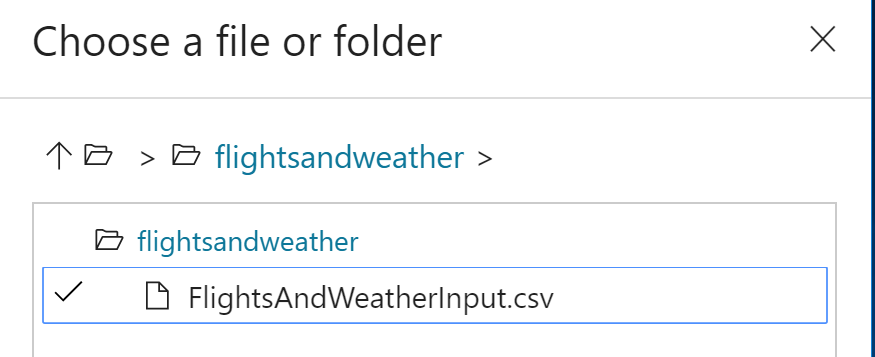 Choose a file or folder
> flightsandweather >
flightsandweather
FlightsAndWeatherInput.csv